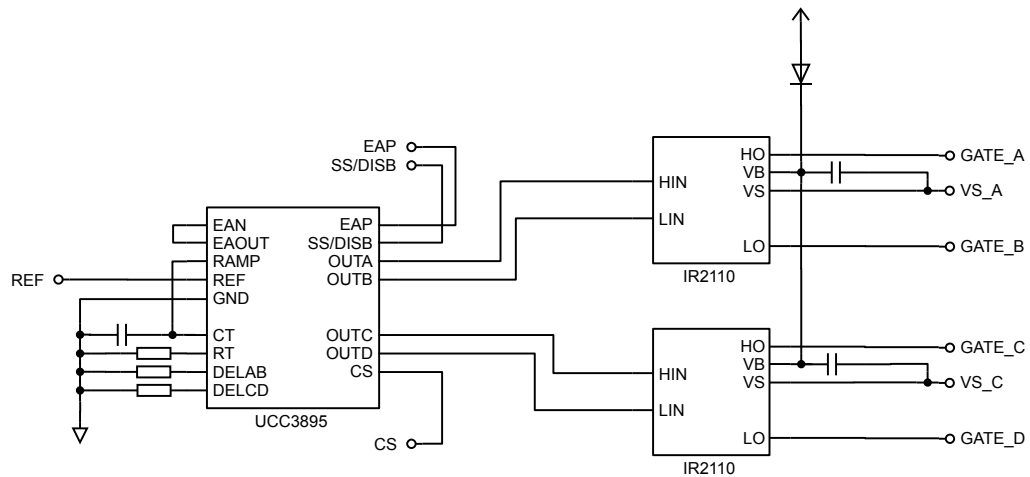 EAP
SS/DISB
HO
GATE_A
VB
HIN
VS
VS_A
LIN
EAN
EAP
EAOUT
SS/DISB
LO
GATE_B
RAMP
OUTA
REF
REF
OUTB
IR2110
GND
CT
OUTC
HO
GATE_C
RT
OUTD
VB
DELAB
CS
HIN
VS
VS_C
DELCD
LIN
UCC3895
CS
LO
GATE_D
IR2110